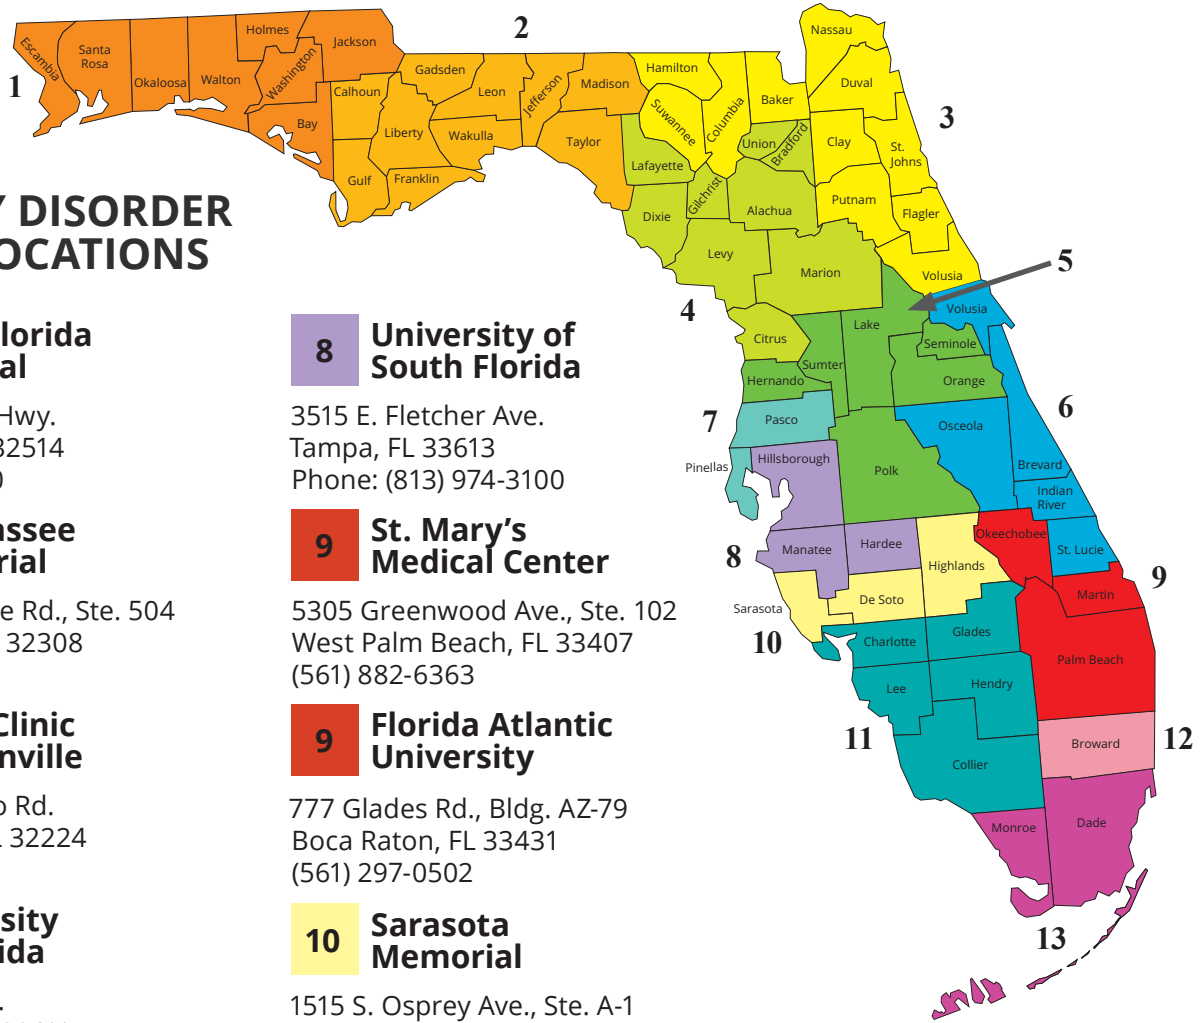 2
Nassau
Holmes
Jackson
Escambia
Santa
Rosa
Okaloosa
Walton
Washington
1
Bay
Calhoun
Gadsden
Leon
Jefferson
Madison
Hamilton
Suwannee
Columbia
Baker
Duval
3
Liberty
Wakulla
Taylor
Lafayette
Union
Bradford
Clay
St.
Johns
Gulf
Franklin
Dixie
Gilchrist
Alachua
Putnam
Flagler
Levy
Marion
Volusia
5
4
Volusia
Citrus
Lake
Seminole
Sumter
Hernando
Orange
7
Pasco
Osceola
6
Pinellas
Hillsborough
Polk
Brevard
Indian
River
8
Manatee
Hardee
Okeechobee
St. Lucie
Highlands
9
Sarasota
De Soto
Martin
10
Charlotte
Glades
Palm Beach
Lee
Hendry
11
Broward
12
Collier
Monroe
Dade
13
DISORDER
OCATIONS
lorida
al
Hwy.
32514
0
ssee
rial
e Rd., Ste. 504
32308
Clinic
nville
o Rd.
32224
sity
ida
8
University of
South Florida
3515 E. Fletcher Ave.
Tampa, FL 33613
Phone: (813) 974-3100
9
St. Mary’s
Medical Center
5305 Greenwood Ave., Ste. 102
West Palm Beach, FL 33407
(561) 882-6363
9
Florida Atlantic
University
777 Glades Rd., Bldg. AZ-79
Boca Raton, FL 33431
(561) 297-0502
10
Sarasota
Memorial
1515 S. Osprey Ave., Ste. A-1